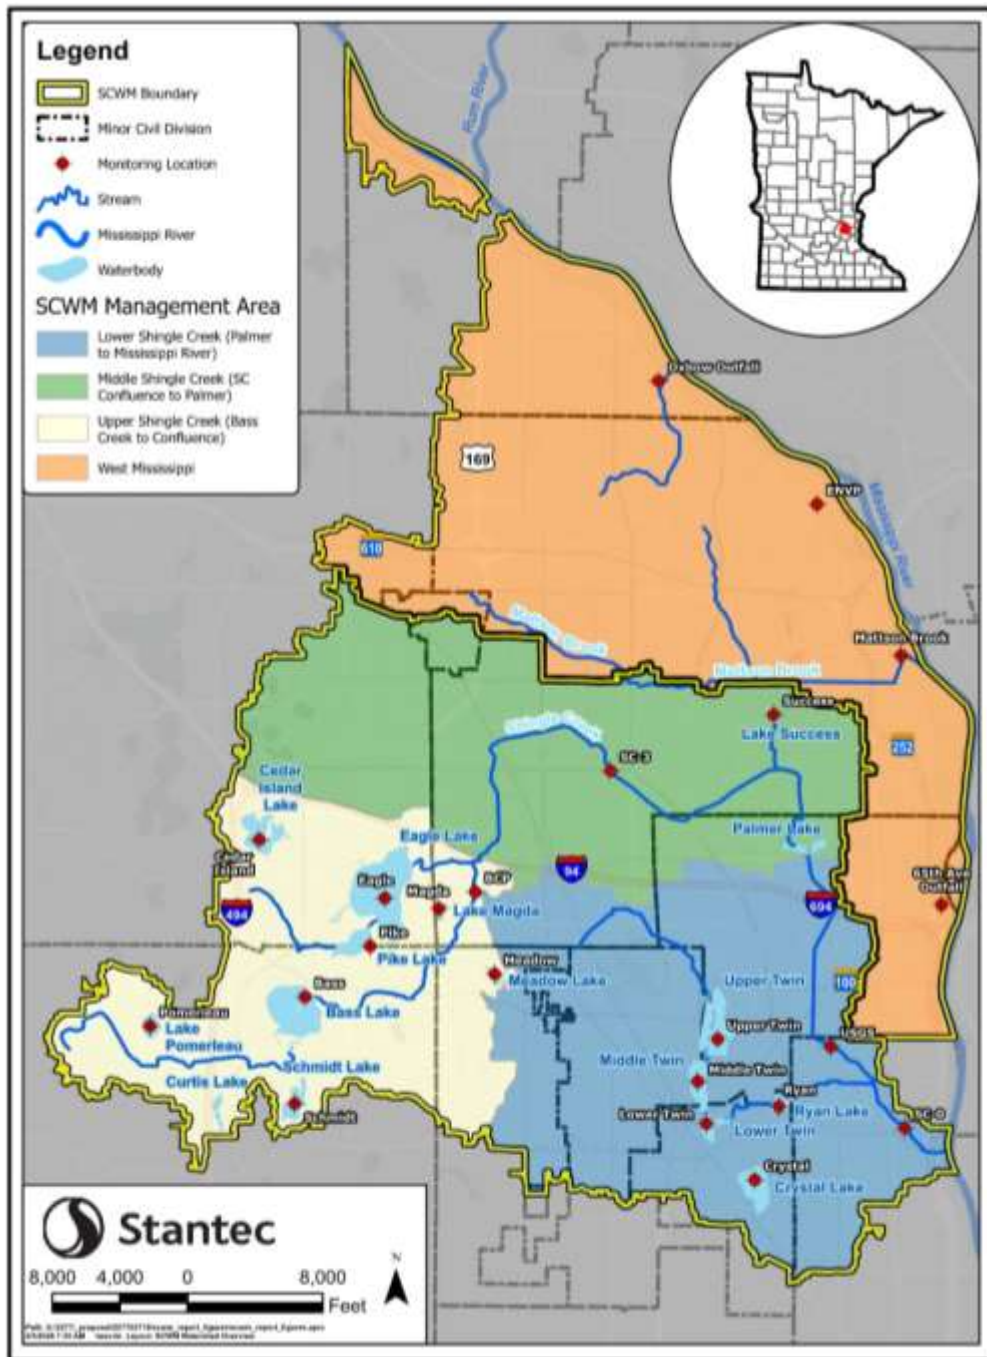 Legend
SCWM Boundary
Minor Civil Division
Monitoring Location
Stream
Mississippi River
Waterbody
SCWM Management Area
Lower Shingle Creek (Palmer
to Mississippi River)
Middle Shingle Creek (SC
Confluence to Palmer)
Upper Shingle Creek (Bass
Creek to Confluence)
West Mississippi
Rum River
Oxbow Outfall
169
ENVP
Mississippi River
610
Mattson Brook
Mattson Brook
Mattson Brook
Success
Lake Success
252
Shingle Creek
SC-3
Cedar
Island
Lake
Palmer Lake
Eagle Lake
Cedar
Island
94
65th Ave
Outfall
Eagle
Magda
BCP
494
Lake Magda
694
Pike
Pike Lake
Meadow
Meadow Lake
Upper Twin
100
Bass
Bass Lake
Pomerleau
Lake
Pomerleau
Upper Twin
USGS
Schmidt Lake
Middle Twin
Curtis Lake
Middle Twin
Ryan
Schmidt
Ryan Lake
SC-0
Lower Twin
Lower Twin
Crystal
Crystal Lake
Stantec
N
8,000 4,000 0 8,000
Feet